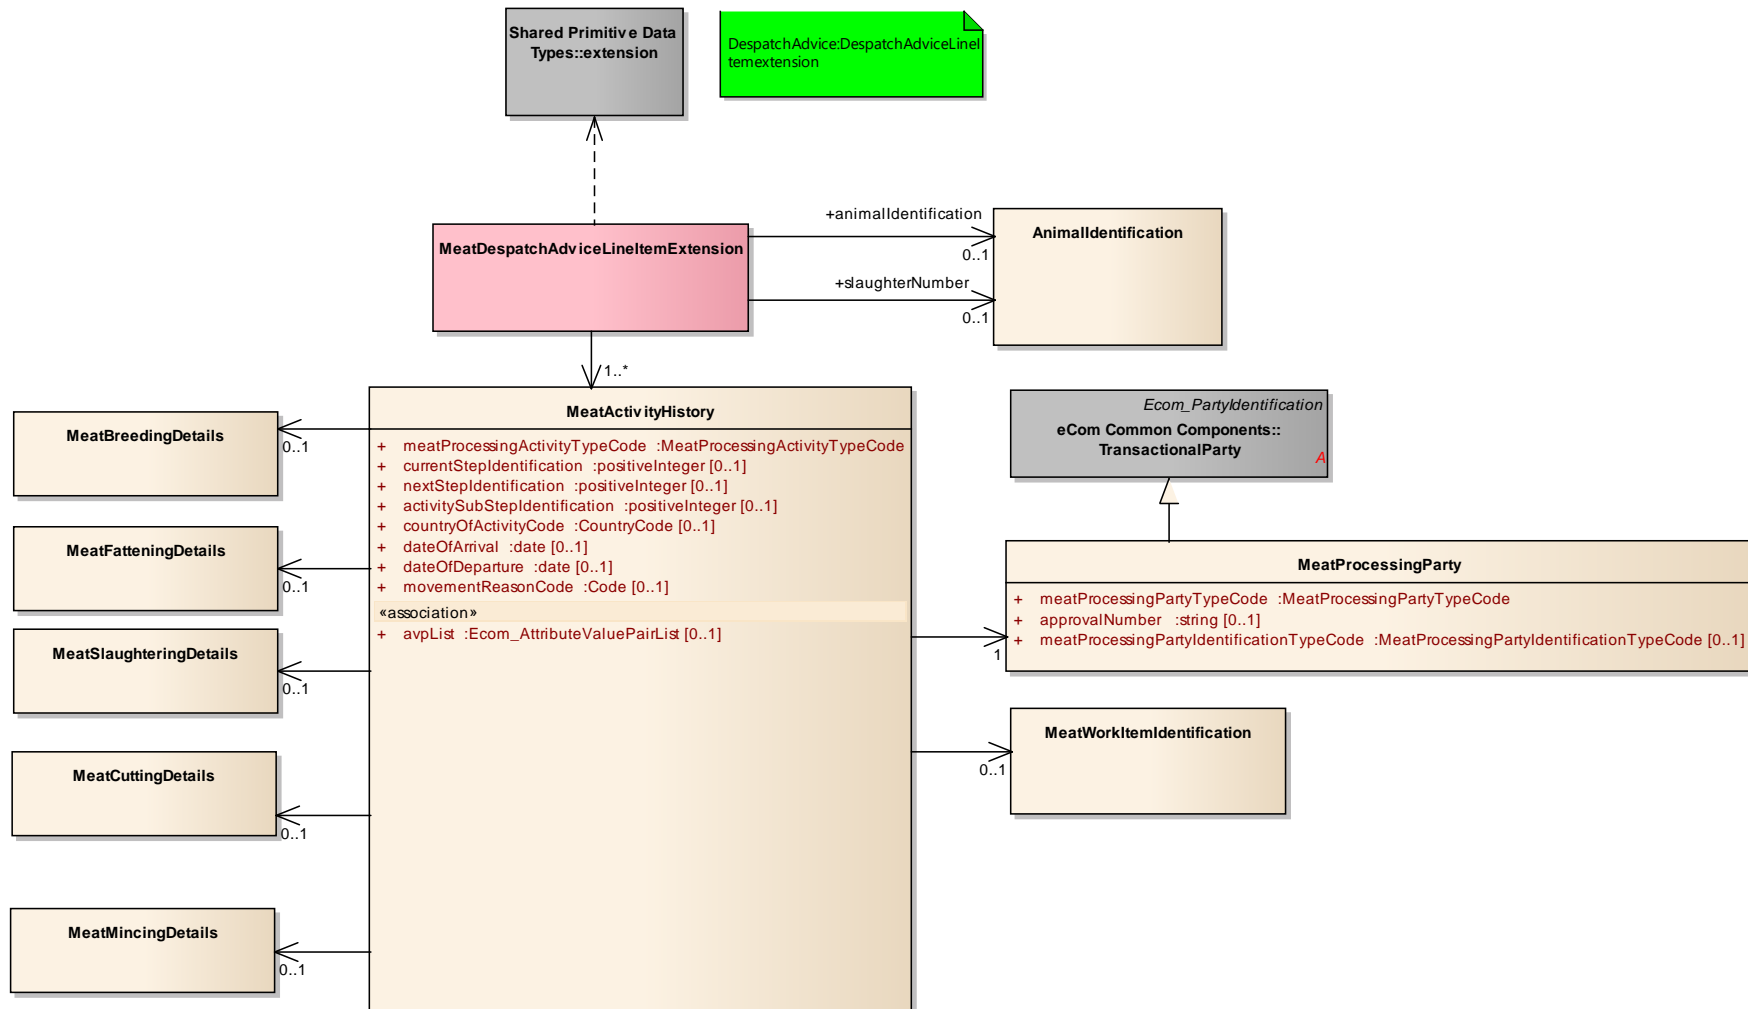 Shared Primitive Data
Types::extension
DespatchAdvice:DespatchAdviceLineI
temextension
MeatDespatchAdviceLineItemExtension
+animalIdentification
0..1
+slaughterNumber
0..1
AnimalIdentification
1..*
MeatActivityHistory
+ meatProcessingActivityTypeCode :MeatProcessingActivityTypeCode
+ currentStepIdentification :positiveInteger [0..1]
+ nextStepIdentification :positiveInteger [0..1]
+ activitySubStepIdentification :positiveInteger [0..1]
+ countryOfActivityCode :CountryCode [0..1]
+ dateOfArrival :date [0..1]
+ dateOfDeparture :date [0..1]
+ movementReasonCode :Code [0..1]
«association»
+ avpList :Ecom_AttributeValuePairList [0..1]
MeatBreedingDetails
0..1
MeatFatteningDetails
0..1
MeatSlaughteringDetails
0..1
MeatCuttingDetails
0..1
MeatMincingDetails
0..1
Ecom_PartyIdentification
eCom Common Components::
TransactionalParty
A
MeatProcessingParty
+ meatProcessingPartyTypeCode :MeatProcessingPartyTypeCode
+ approvalNumber :string [0..1]
+ meatProcessingPartyIdentificationTypeCode :MeatProcessingPartyIdentificationTypeCode [0..1]
1
MeatWorkItemIdentification
0..1